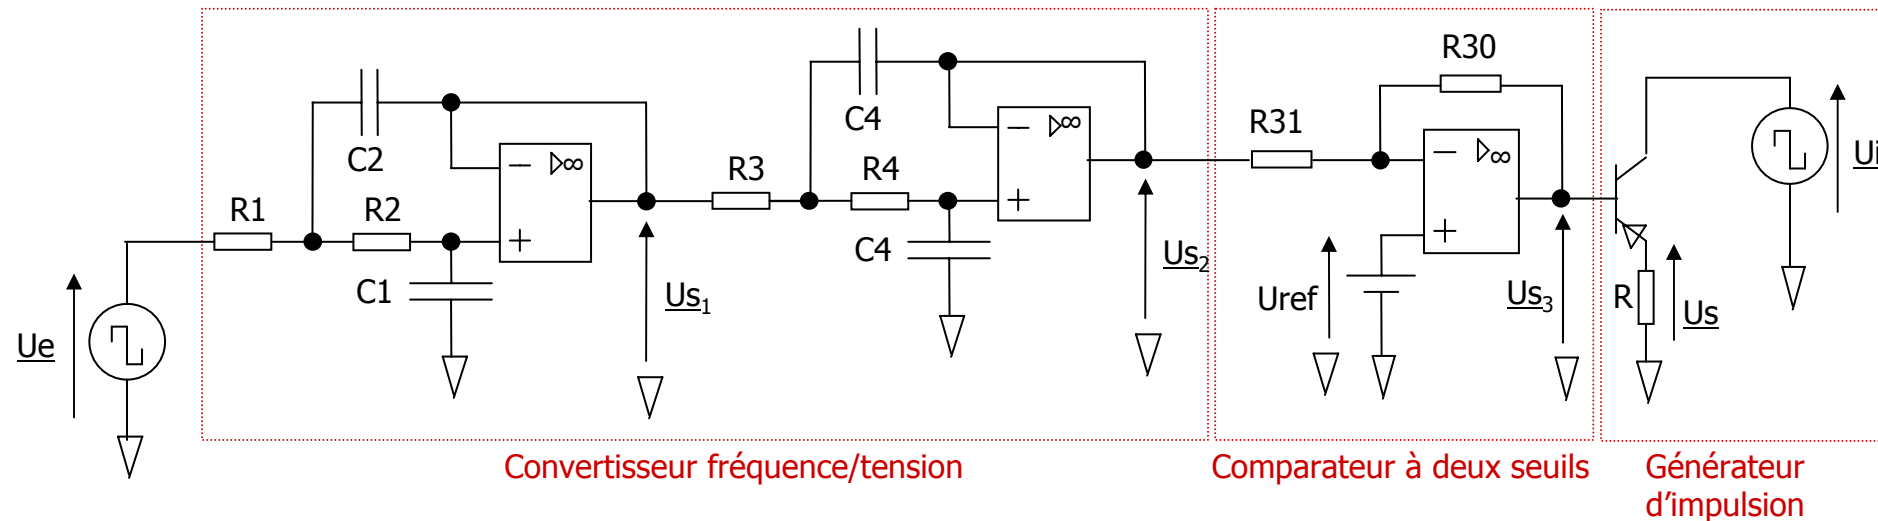 C4
R30
C2
− ▷∞
− ▷∞
R31
− ▷∞
Ui
R1
R2
+
R3
R4
+
+
C1
C4
Ue
Us1
Us2
Uref
Us3
R
Us
Convertisseur fréquence/tension
Comparateur à deux seuils
Générateur
d'impulsion